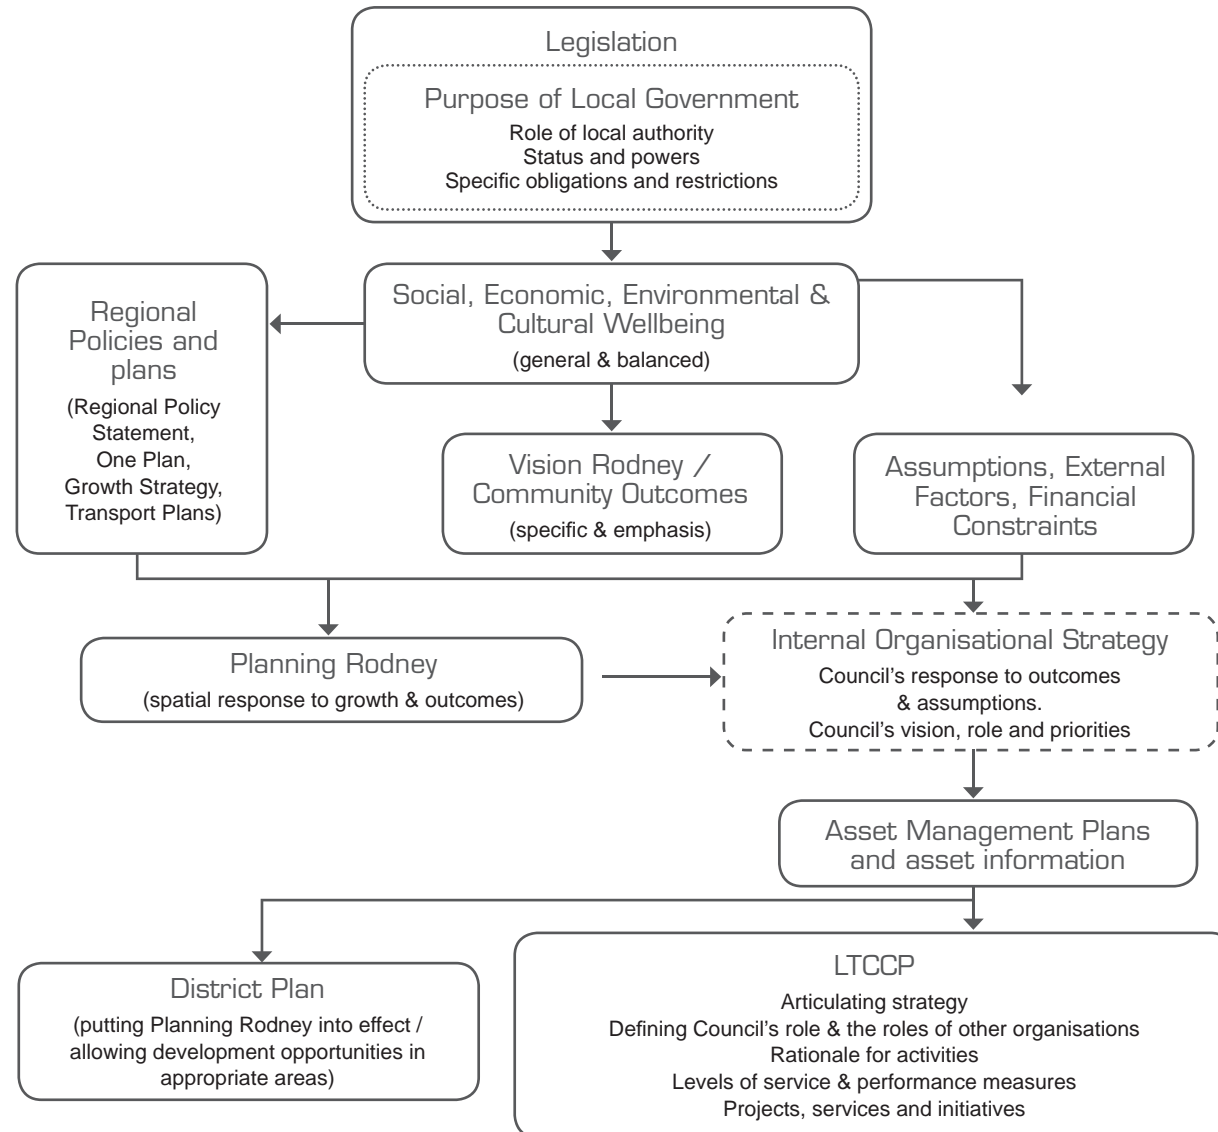 Legislation
Purpose of Local Government
Role of local authority
Status and powers
Specific obligations and restrictions
Regional
Policies and
plans
(Regional Policy
Statement,
One Plan,
Growth Strategy,
Transport Plans)
Social, Economic, Environmental &
Cultural Wellbeing
(general & balanced)
Vision Rodney /
Community Outcomes
(specific & emphasis)
Assumptions, External
Factors, Financial
Constraints
Planning Rodney
(spatial response to growth & outcomes)
Internal Organisational Strategy
Council’s response to outcomes
& assumptions.
Council’s vision, role and priorities
Asset Management Plans
and asset information
District Plan
(putting Planning Rodney into effect /
allowing development opportunities in
appropriate areas)
LTCCP
Articulating strategy
Defining Council’s role & the roles of other organisations
Rationale for activities
Levels of service & performance measures
Projects, services and initiatives